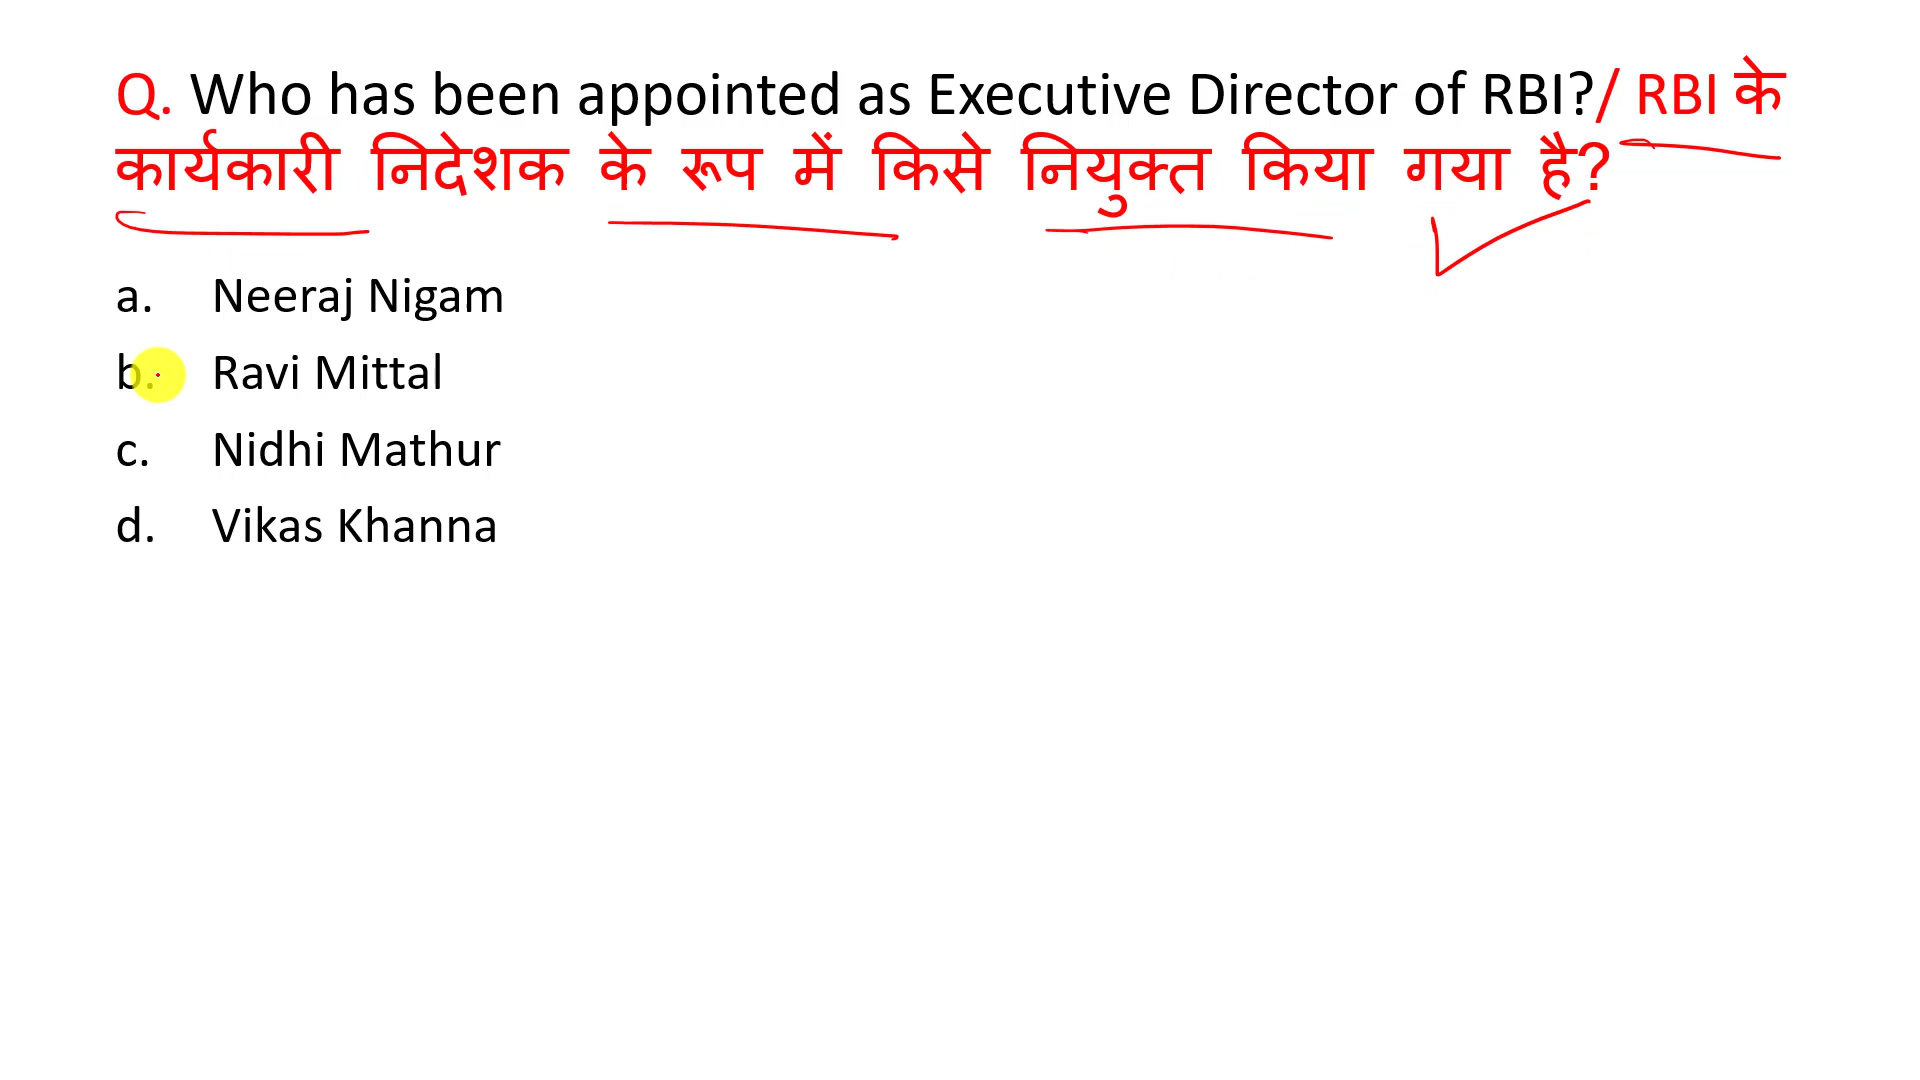 Q. Who has been appointed as Executive Director of RBI?/ RBI के
कार्यकारी निदेशक के रूप में किसे नियुक्त किया गया है?
a. Neeraj Nigam
b. Ravi Mittal
c. Nidhi Mathur
d. Vikas Khanna